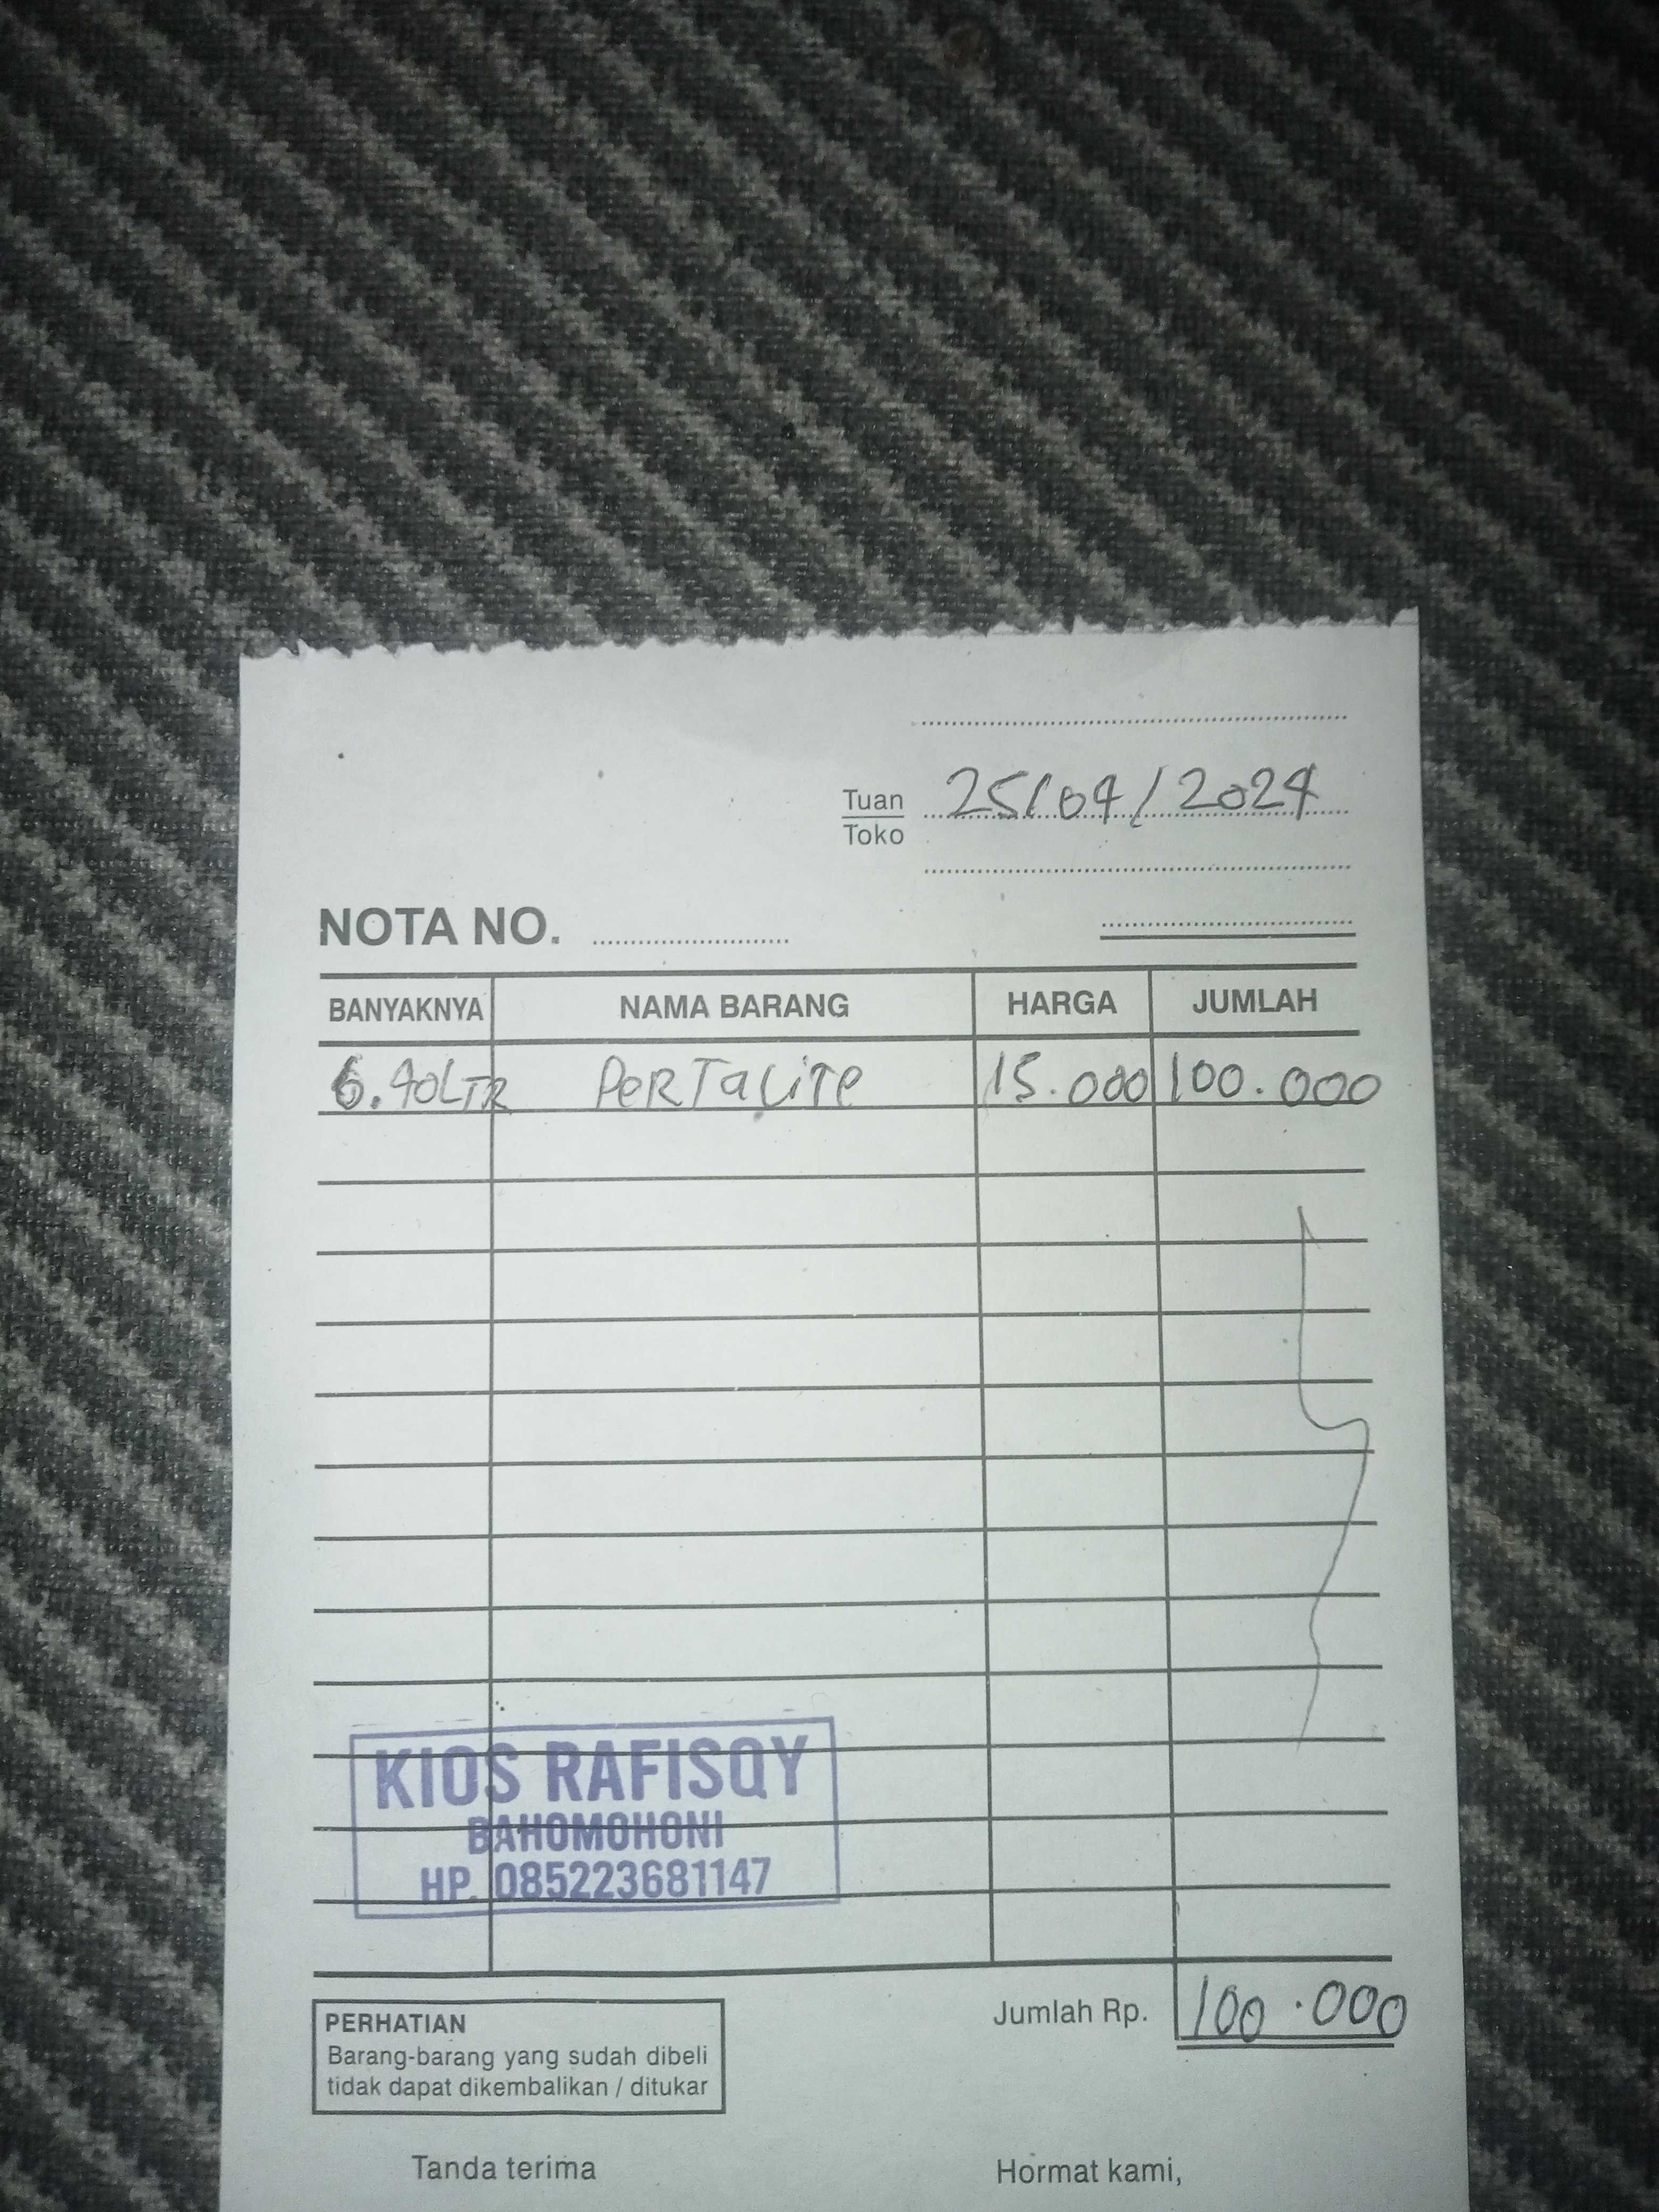 Tuan 25/04/2024
Toko
NOTA NO.
BANYAKNYA NAMA BARANG HARGA JUMLAH
6.40LTR PeRTaLiTe 15.000 100.000
KIOS RAFISQY
BAHOMOHONI
HP. 085223681147
Jumlah Rp. 100.000
PERHATIAN
Barang-barang yang sudah dibeli
tidak dapat dikembalikan / ditukar
Tanda terima Hormat kami,